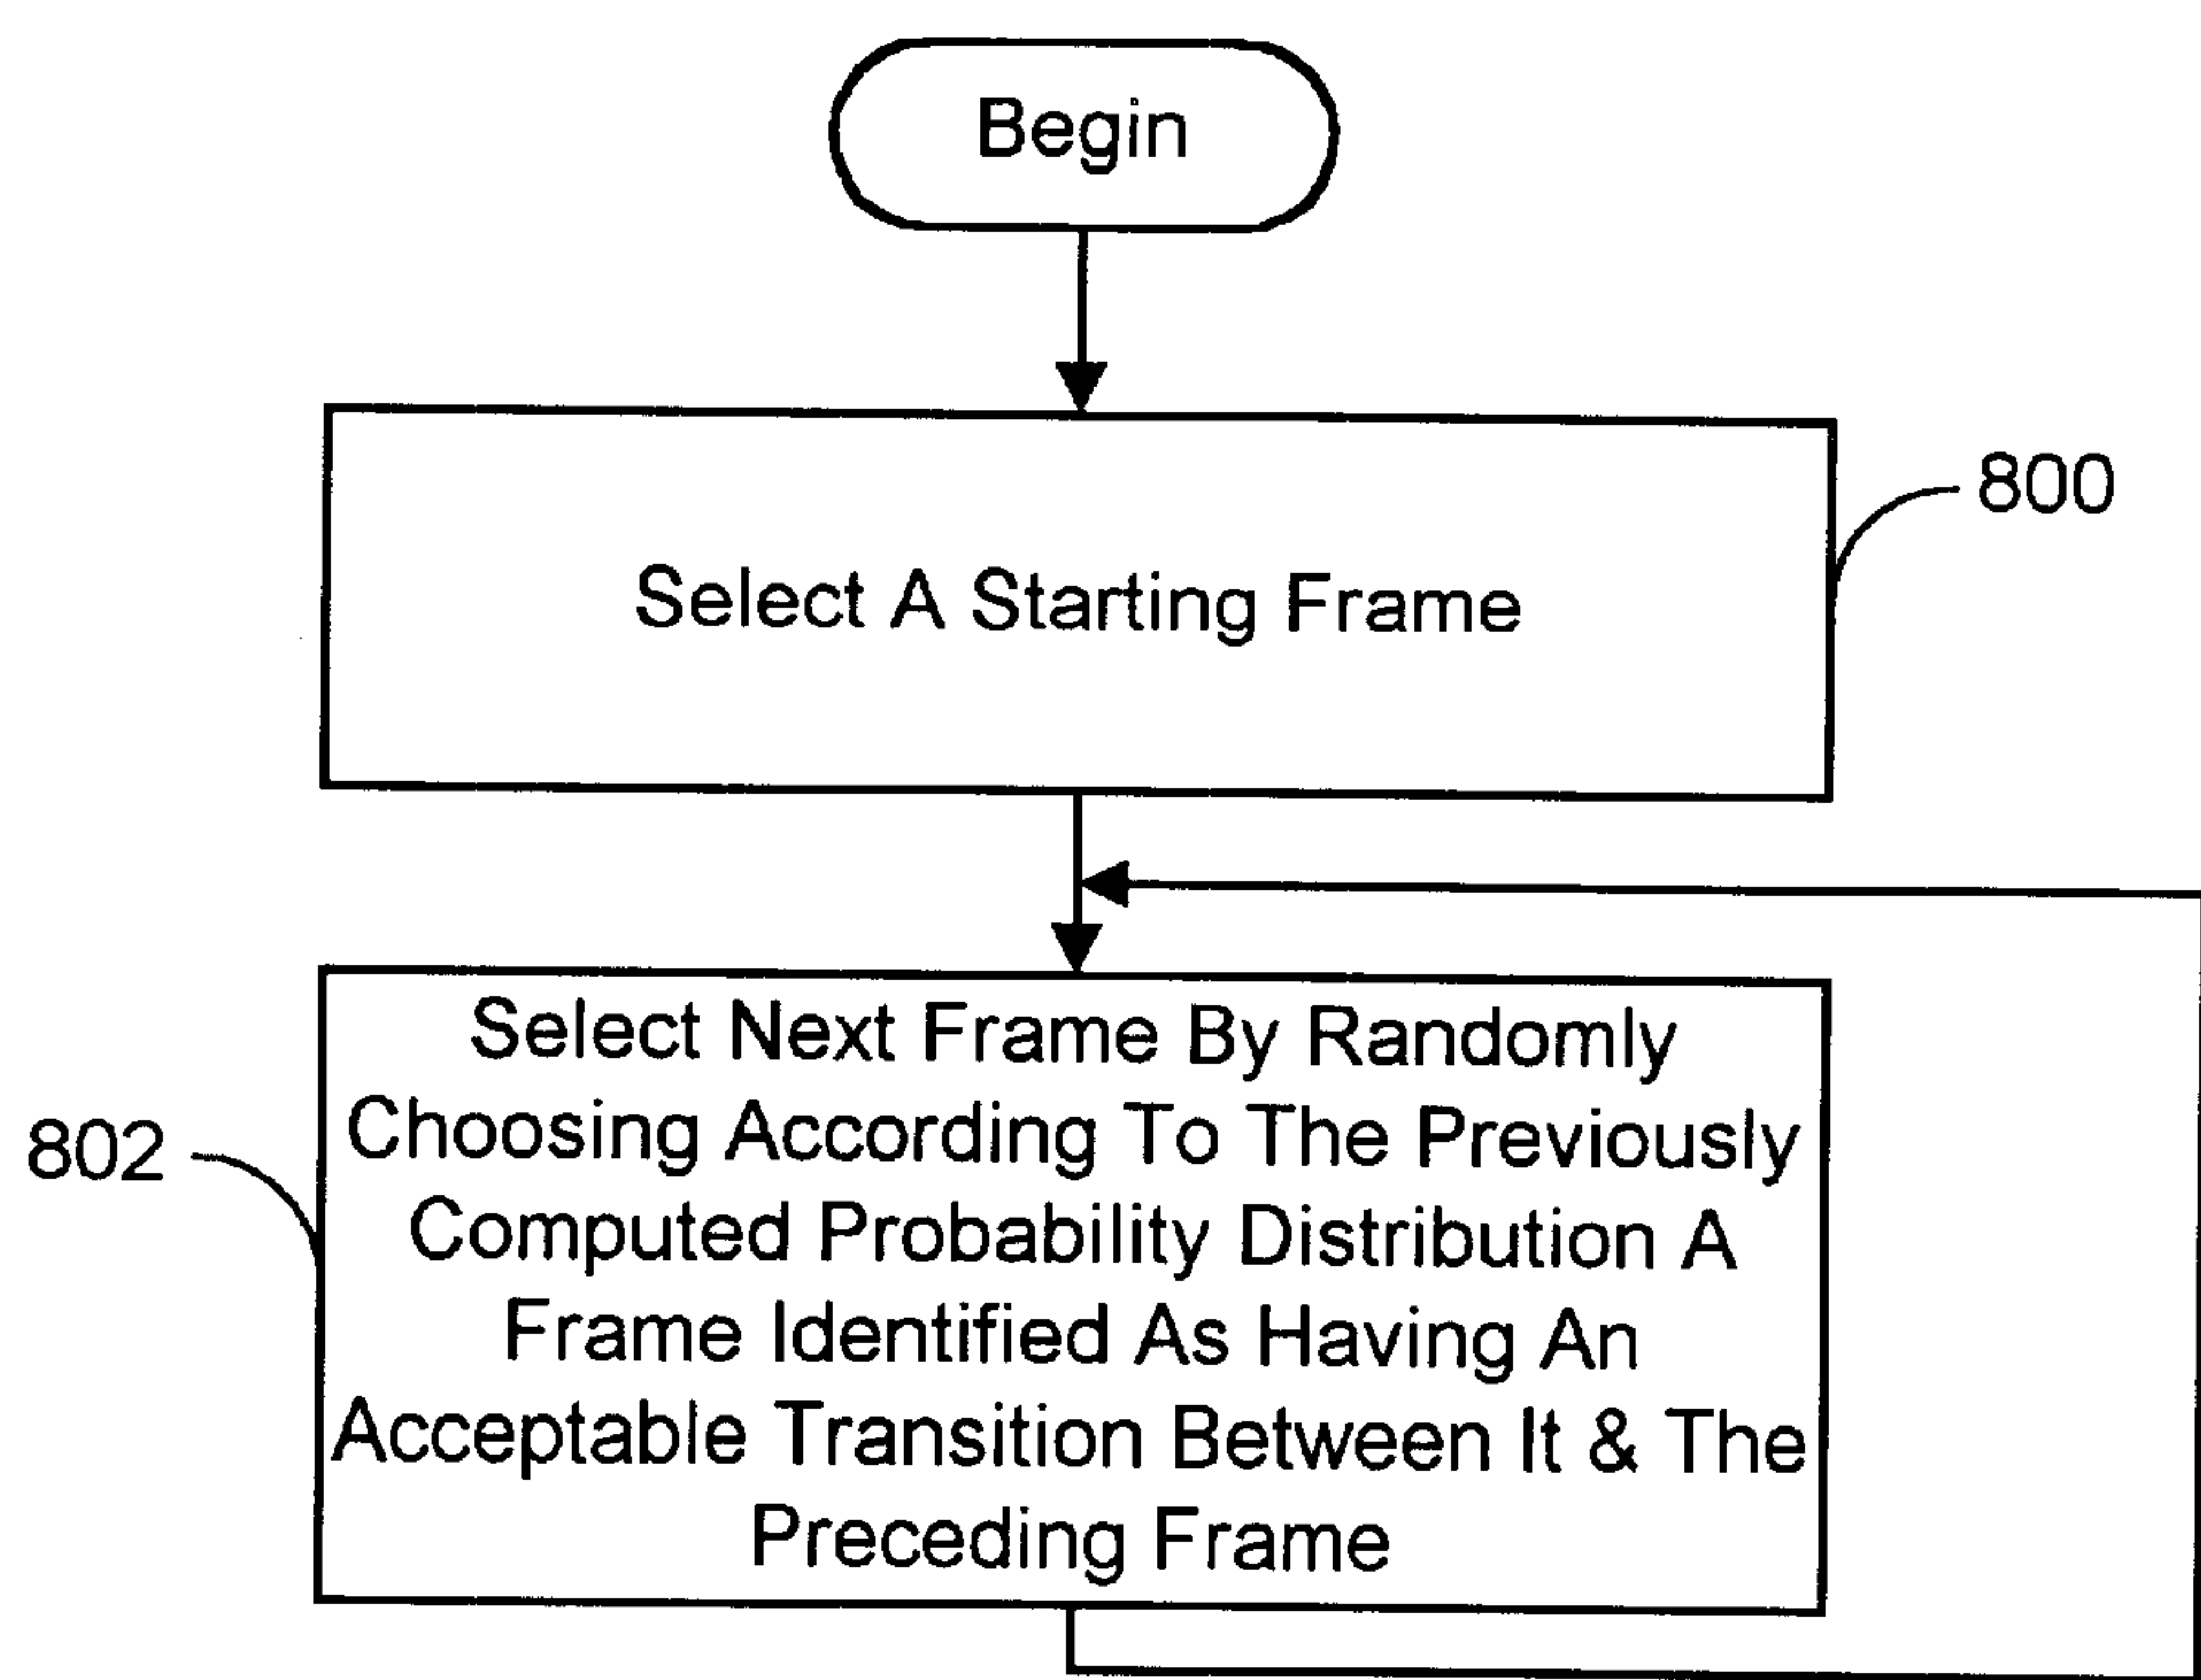 Begin
Select A Starting Frame
800
Select Next Frame By Randomly
Choosing According To The Previously
Computed Probability Distribution A
Frame Identified As Having An
Acceptable Transition Between It & The
Preceding Frame
802